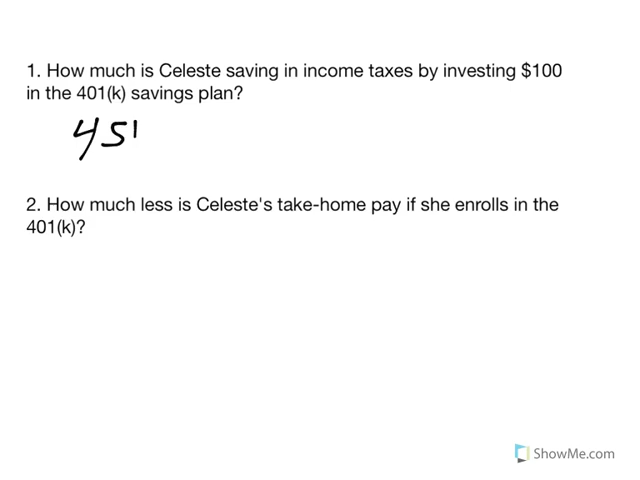 1. How much is Celeste saving in income taxes by investing $100
in the 401(k) savings plan?
45
2. How much less is Celeste's take-home pay if she enrolls in the
401(k)?
ShowMe.com